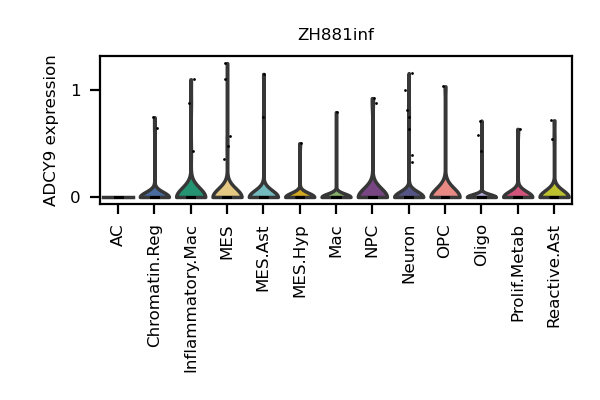 ZH881inf
ADCY9 expression
1
0
AC
Chromatin.Reg
Inflammatory.Mac
MES
MES.Ast
MES.Hyp
Mac
NPC
Neuron
OPC
Oligo
Prolif.Metab
Reactive.Ast